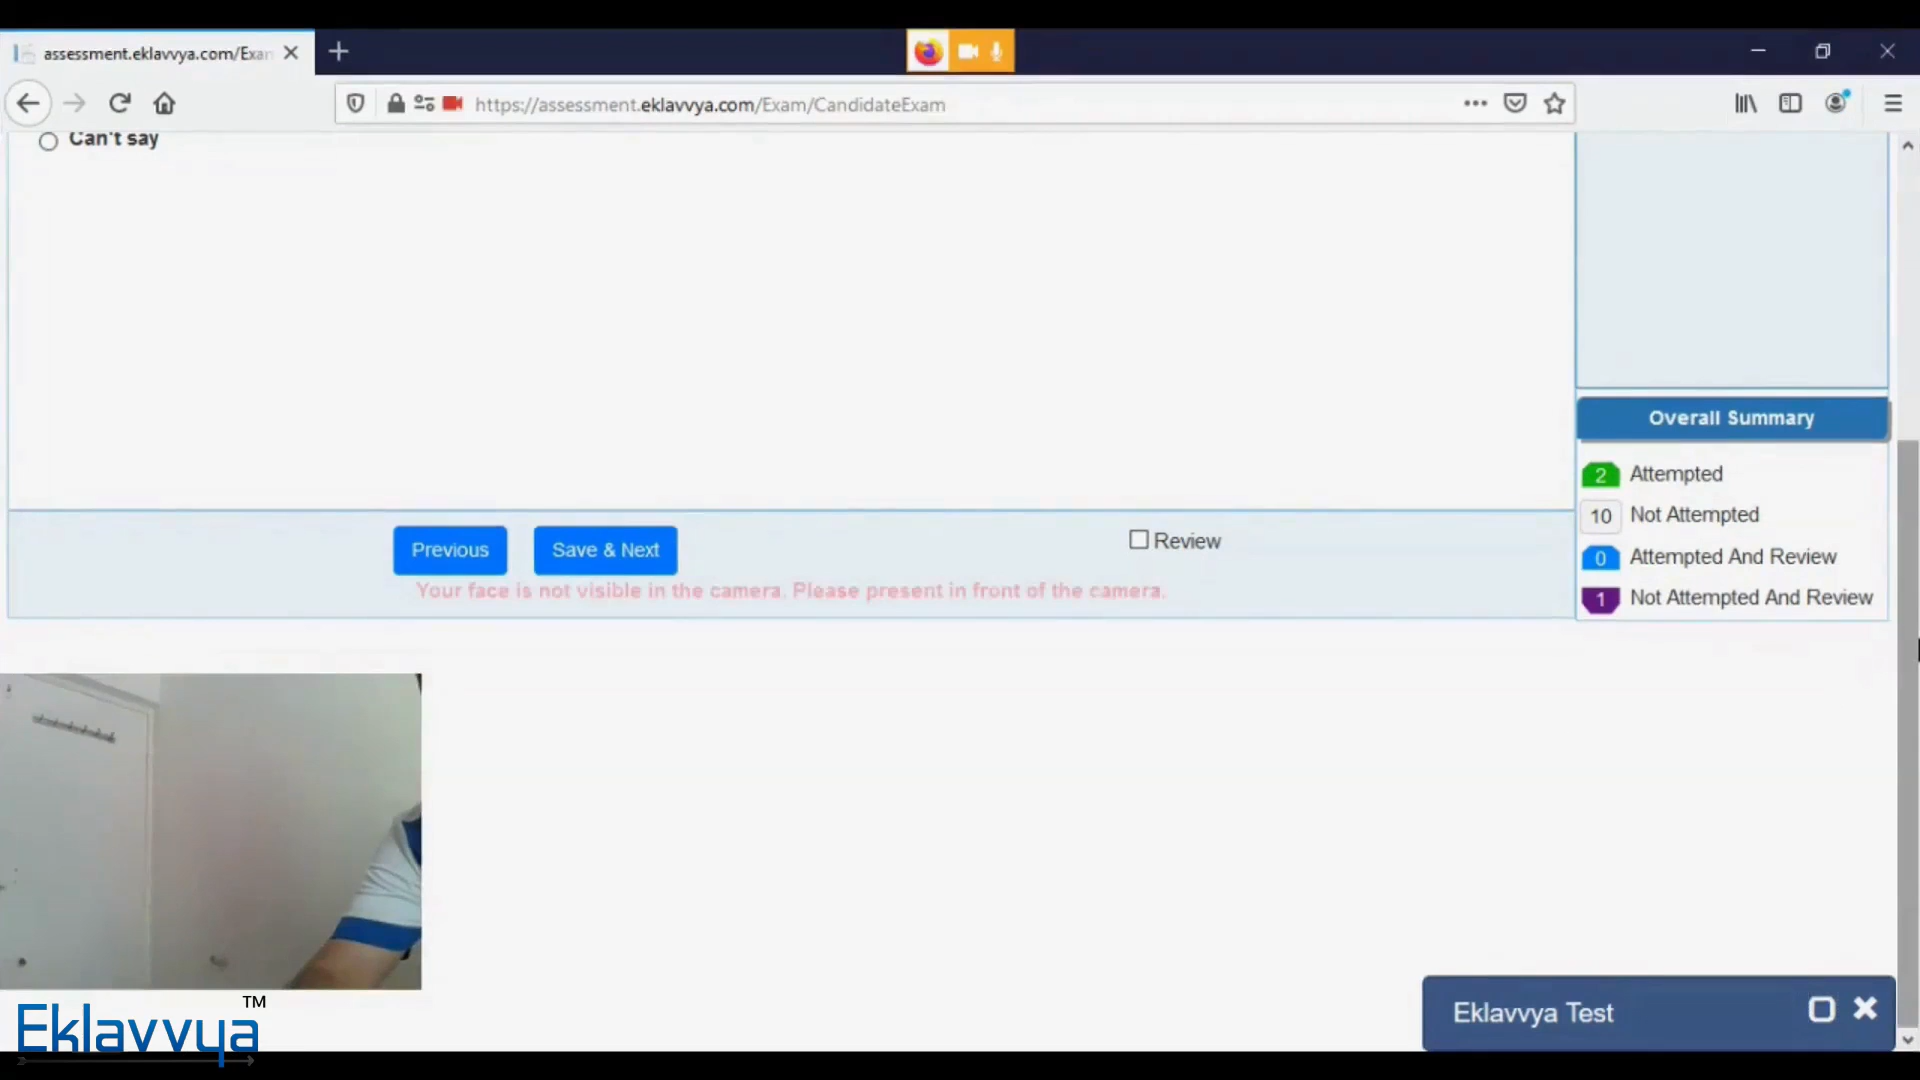 assessment.eklavvya.com/Exan
https://assessment.eklavvya.com/Exam/CandidateExam
Can't say
Overall Summary
2 Attempted
10 Not Attempted
0 Attempted And Review
1 Not Attempted And Review
Previous
Save & Next
Review
Your face is not visible in the camera. Please present in front of the camera.
Eklavvya TM
Eklavvya Test